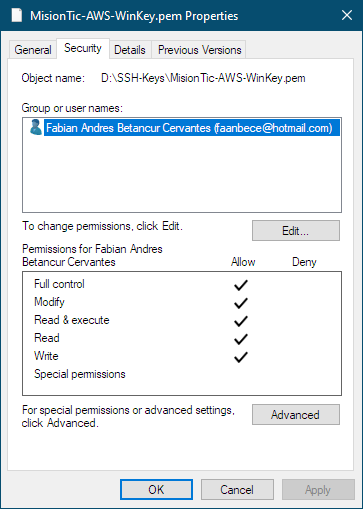 MisionTic-AWS-WinKey.pem Properties
General Security Details Previous Versions
Object name: D:\SSH-Keys\MisionTic-AWS-WinKey.pem
Group or user names:
Fabian Andres Betancur Cervantes (faanbece@hotmail.com)
To change permissions, click Edit.
Edit...
Permissions for Fabian Andres
Betancur Cervantes Allow Deny
Full control
Modify
Read & execute
Read
Write
Special permissions
For special permissions or advanced settings,
click Advanced.
Advanced
OK Cancel Apply